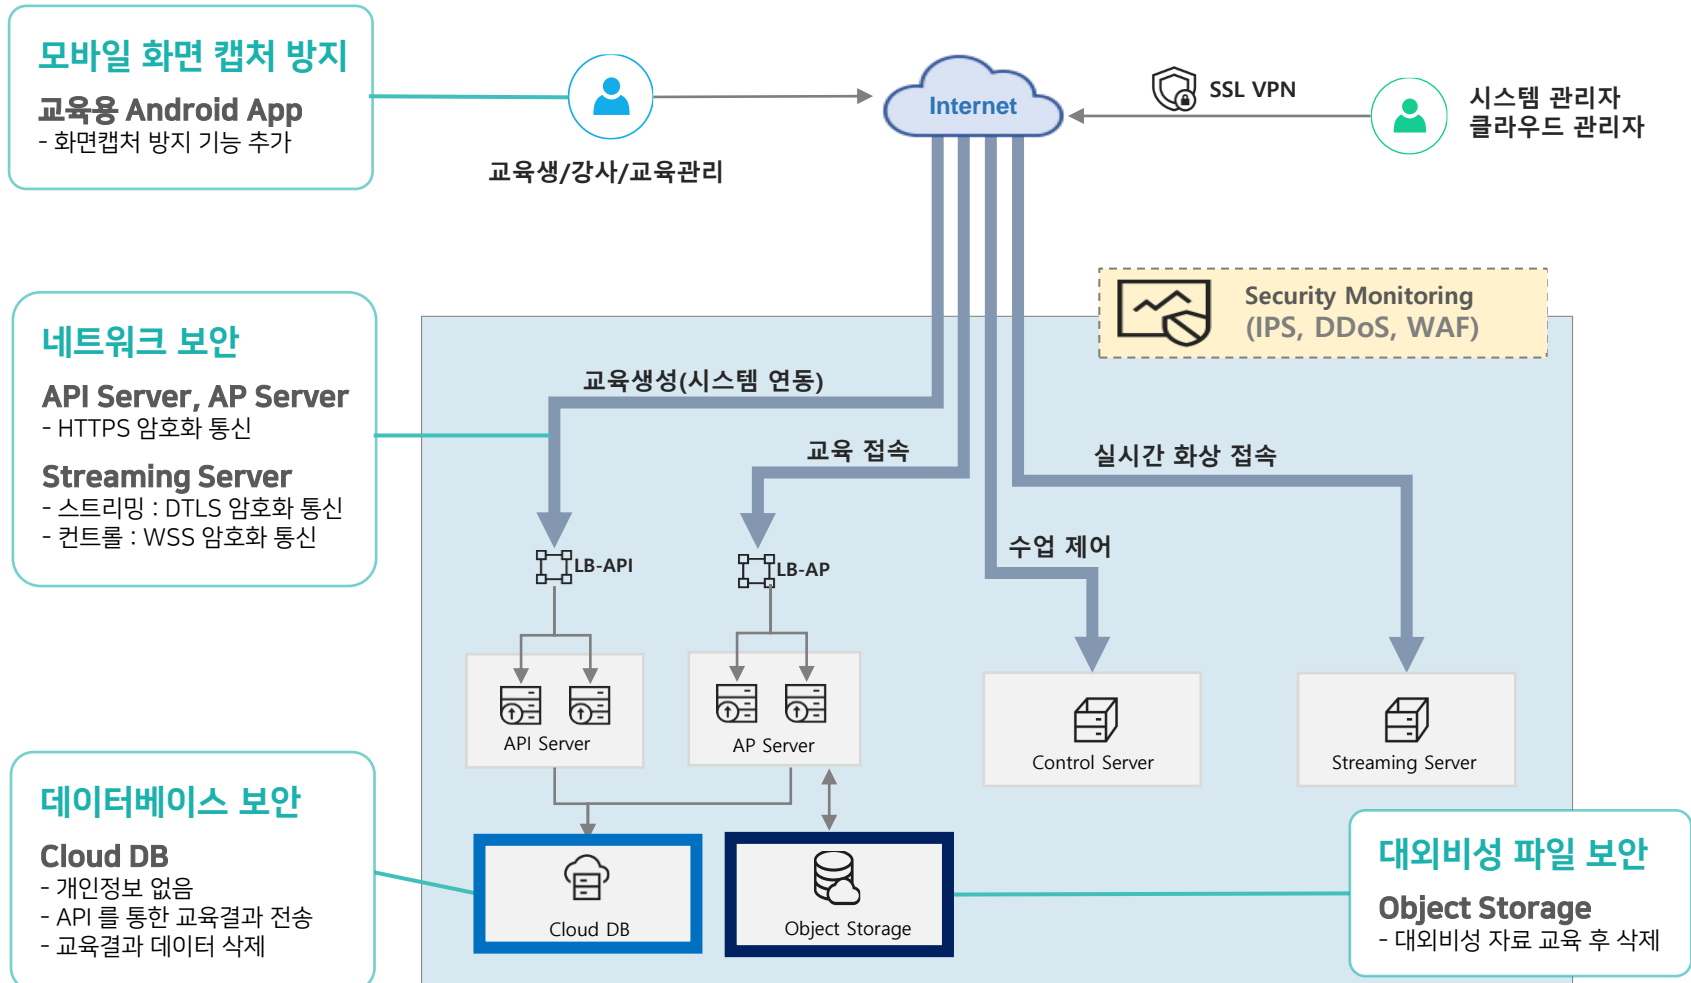 모바일 화면 캡처 방지
교육용 Android App
- 화면캡처 방지 기능 추가
교육생/강사/교육관리
Internet
SSL VPN
시스템 관리자
클라우드 관리자
네트워크 보안
API Server, AP Server
- HTTPS 암호화 통신
Streaming Server
- 스트리밍 : DTLS 암호화 통신
- 컨트롤 : WSS 암호화 통신
Security Monitoring
(IPS, DDoS, WAF)
교육생성(시스템 연동)
교육 접속
실시간 화상 접속
수업 제어
LB-API
LB-AP
API Server
AP Server
Control Server
Streaming Server
데이터베이스 보안
Cloud DB
- 개인정보 없음
- API 를 통한 교육결과 전송
- 교육결과 데이터 삭제
Cloud DB
Object Storage
대외비성 파일 보안
Object Storage
- 대외비성 자료 교육 후 삭제